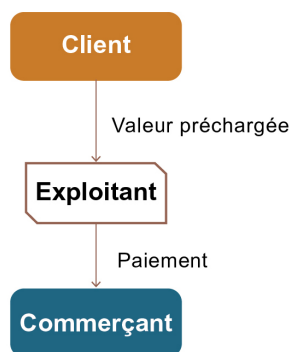 Client
Valeur préchargée
Exploitant
Paiement
Commerçant